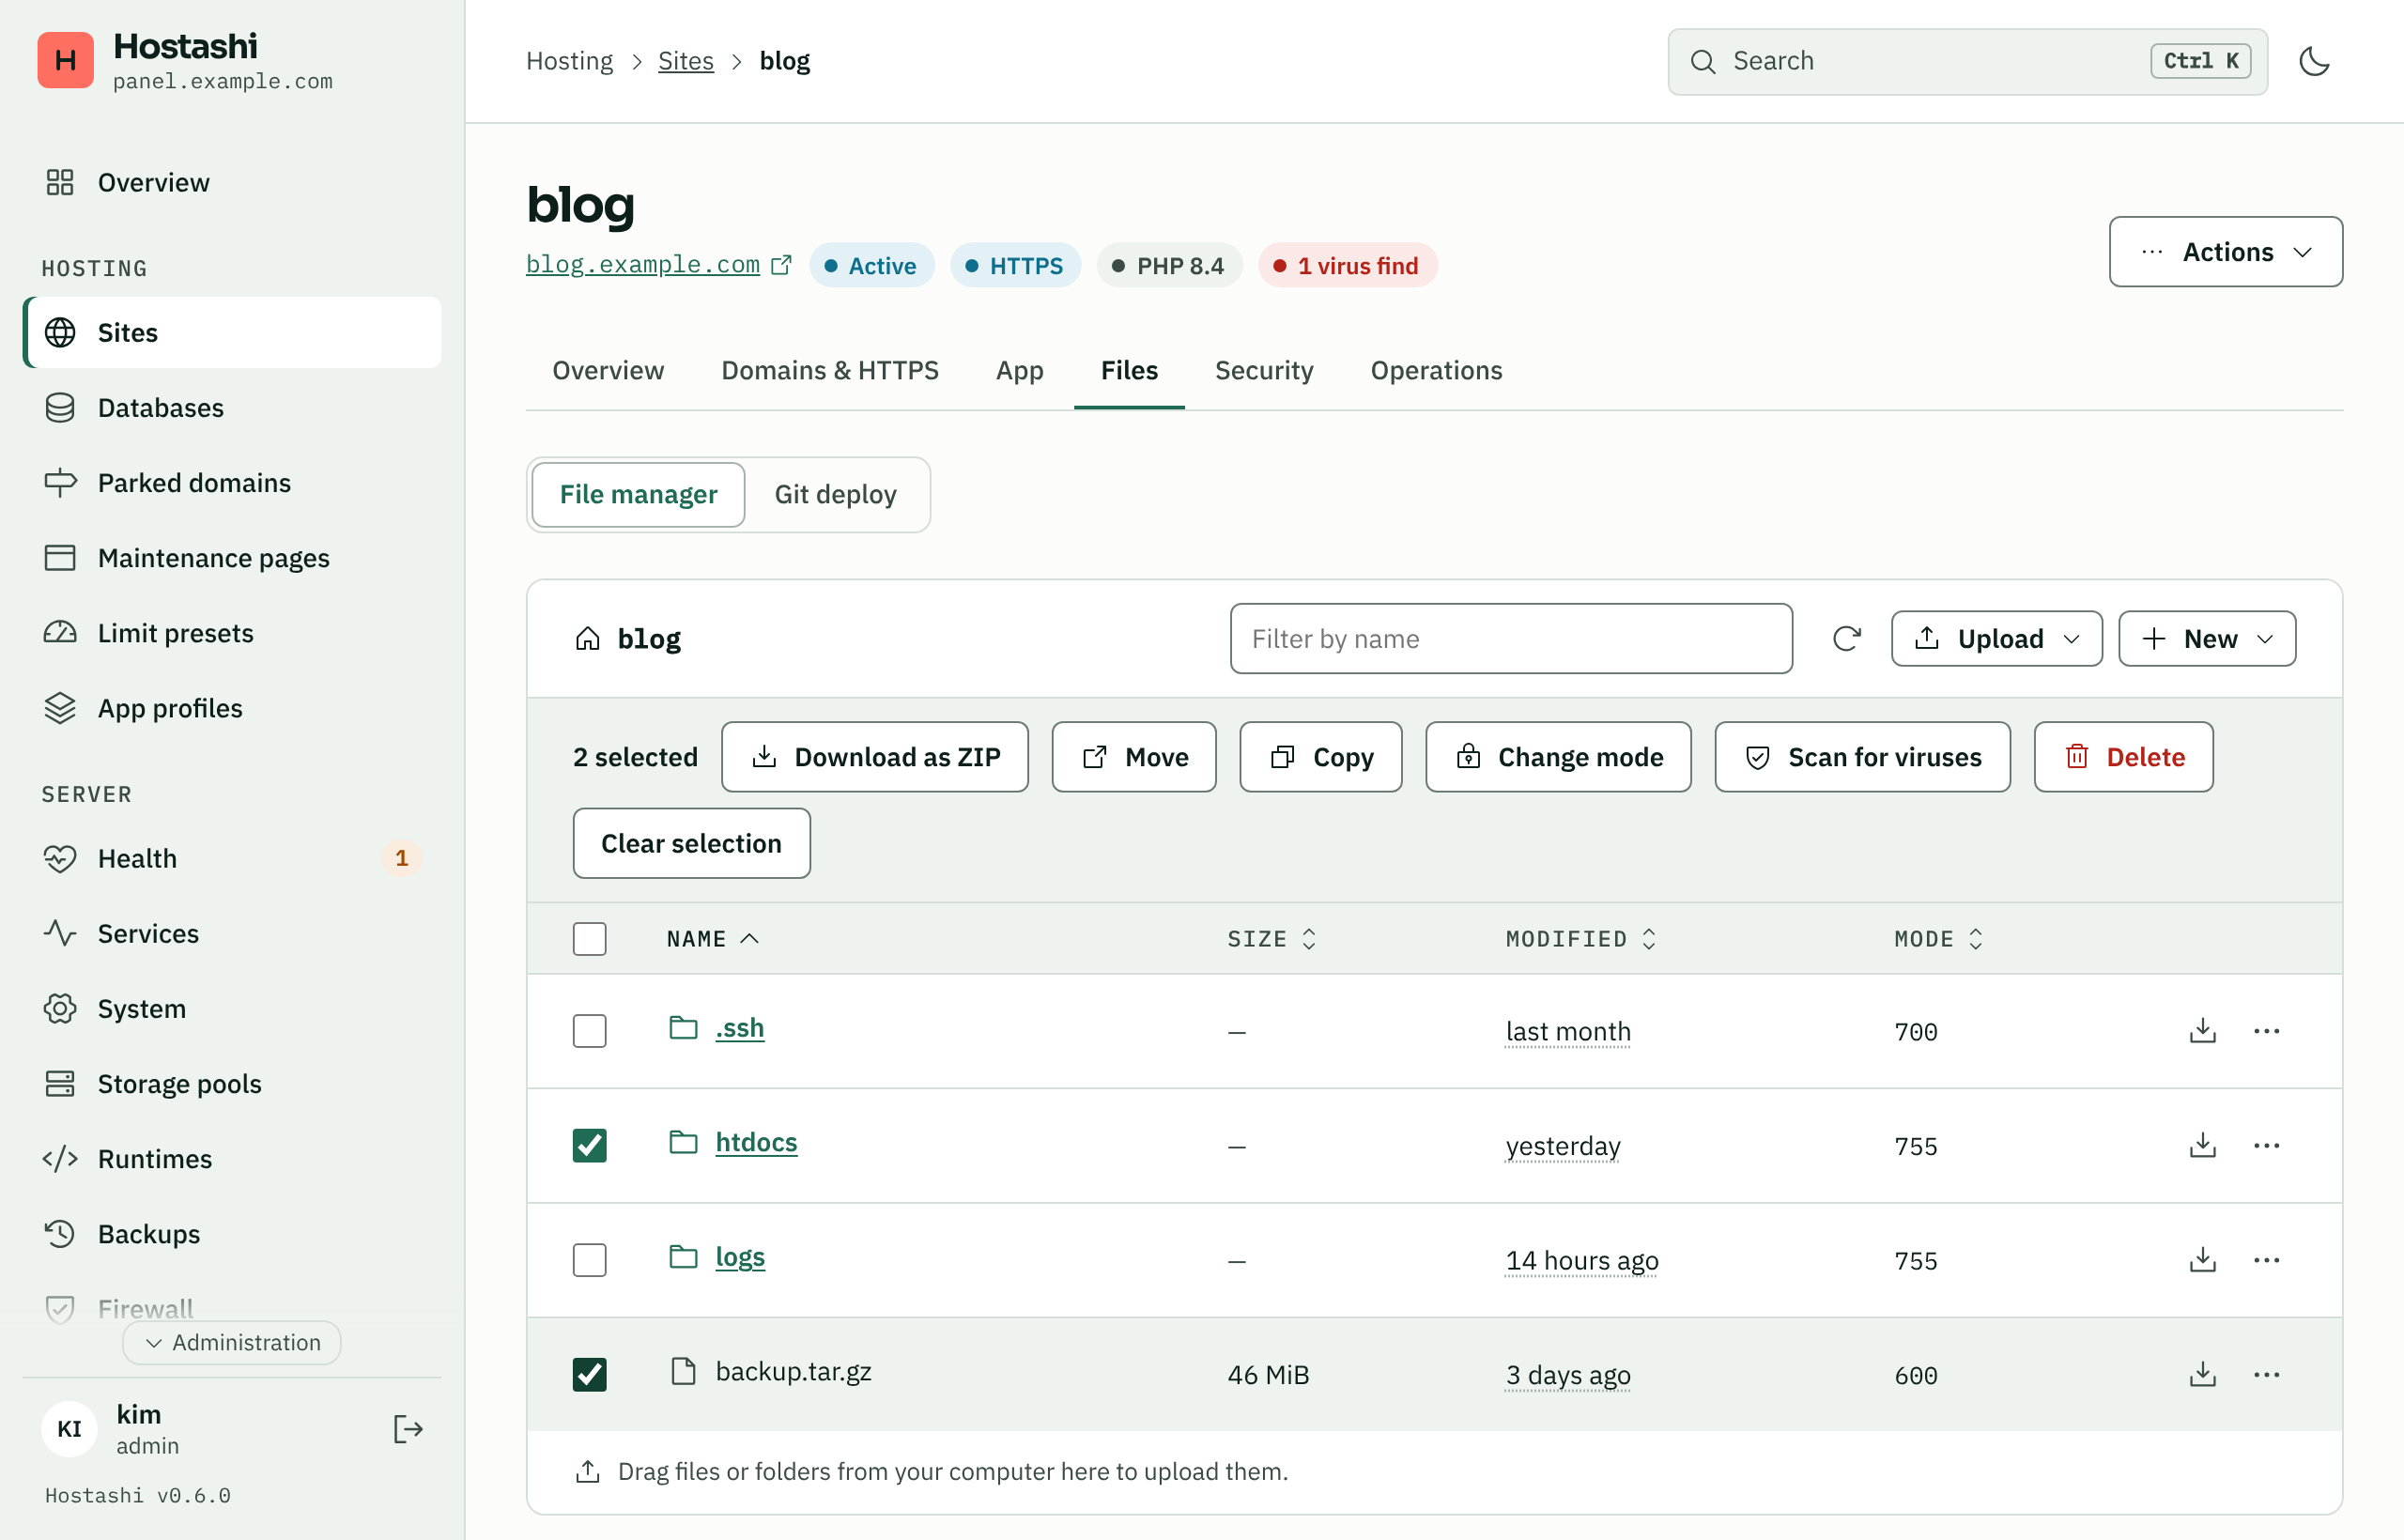 H
Hostashi
panel.example.com
Overview
HOSTING
Sites
Databases
Parked domains
Maintenance pages
Limit presets
App profiles
SERVER
Health 1
Services
System
Storage pools
Runtimes
Backups
Firewall
Administration
KI
kim
admin
Hostashi v0.6.0
Hosting Sites blog
Search Ctrl K
blog
blog.example.com Active HTTPS PHP 8.4 1 virus find
Actions
Overview Domains & HTTPS App Files Security Operations
File manager Git deploy
blog Filter by name Upload New
2 selected Download as ZIP Move Copy Change mode Scan for viruses Delete
Clear selection
NAME SIZE MODIFIED MODE
.ssh — last month 700
htdocs — yesterday 755
logs — 14 hours ago 755
backup.tar.gz 46 MiB 3 days ago 600
Drag files or folders from your computer here to upload them.